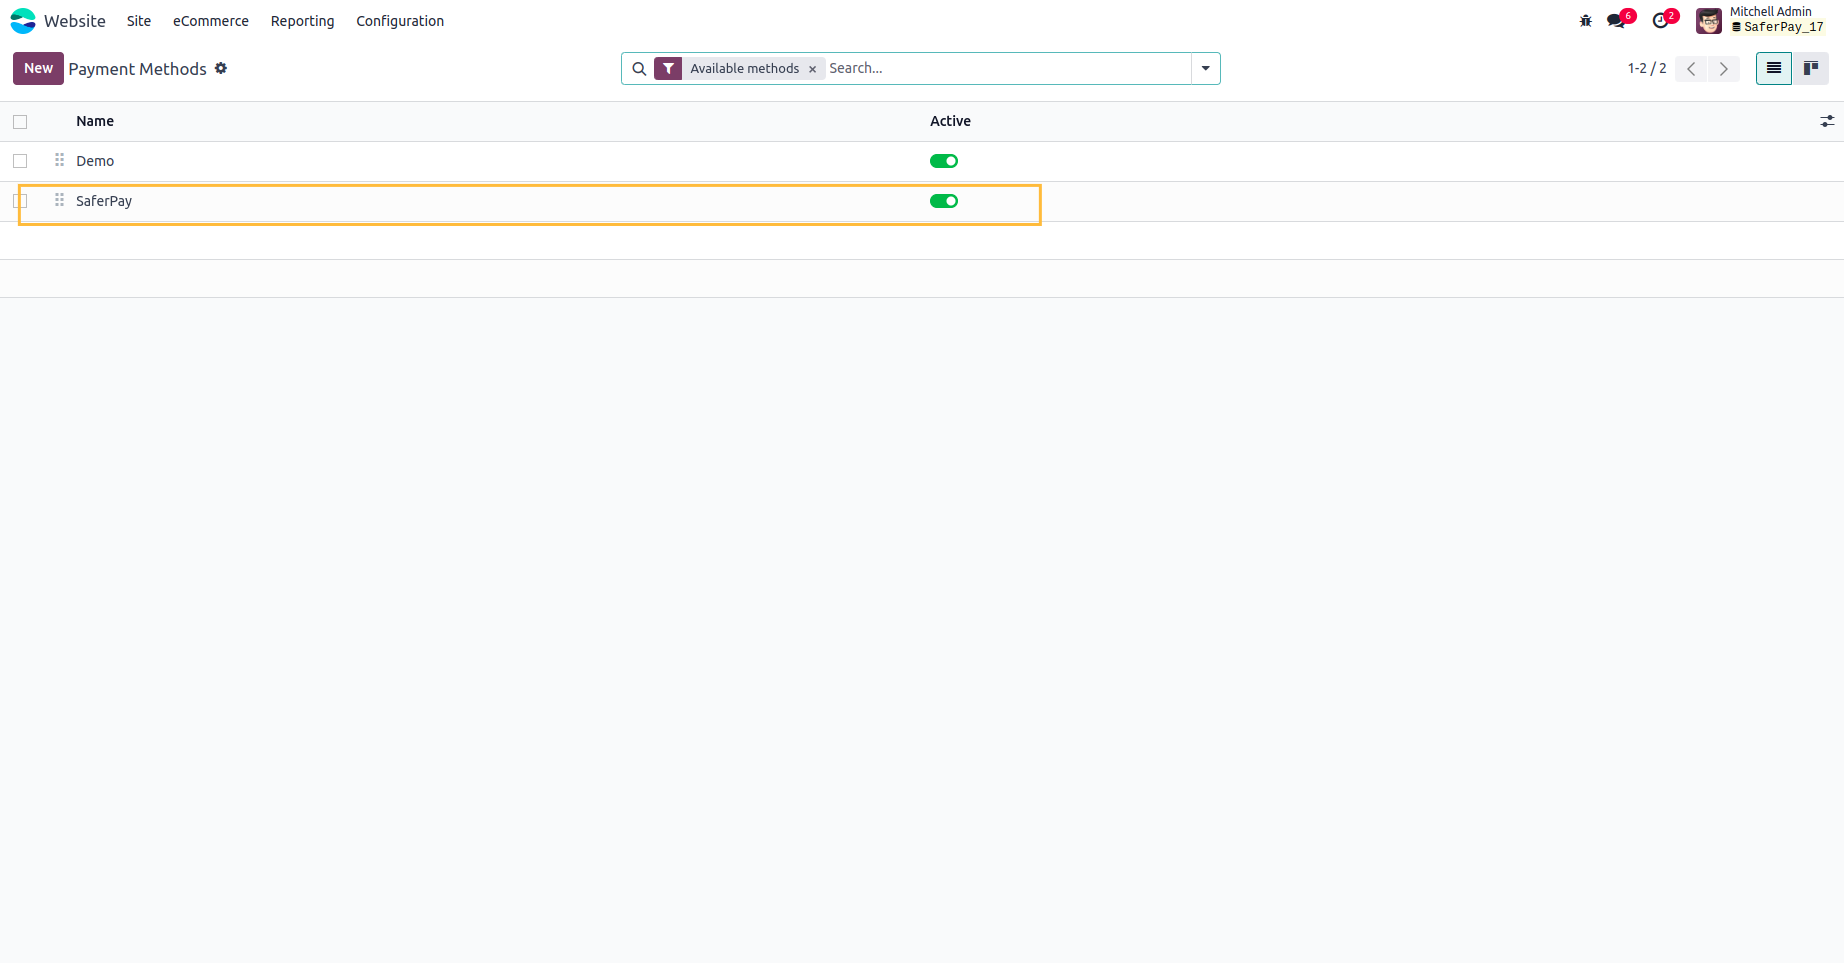 Website Site eCommerce Reporting Configuration 6 2 Mitchell Admin
SaferPay_17
New Payment Methods Available methods × Search... 1-2 / 2
Name Active
Demo
SaferPay